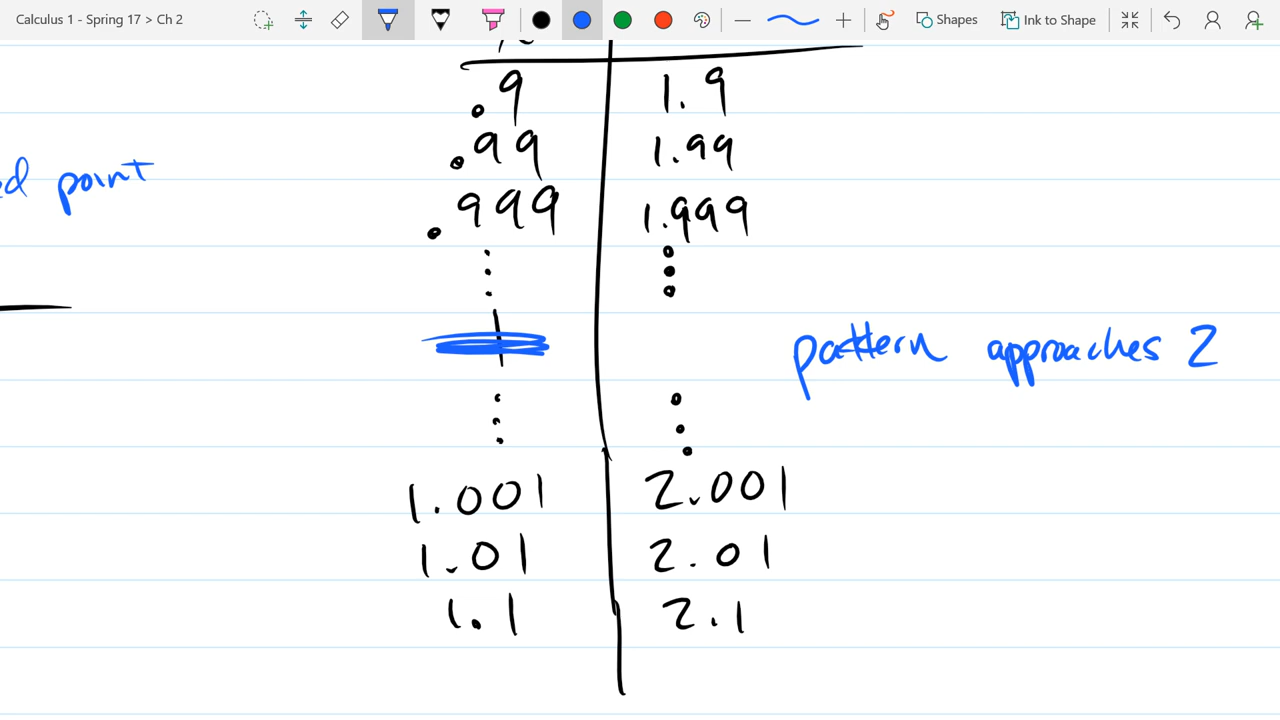 Calculus 1 - Spring 17 > Ch 2
Shapes
Ink to Shape
.9 1.9
.99 1.99
point
.999 1.999
1
pattern approaches 2
1.001 2.001
1.01 2.01
1.1 2.1